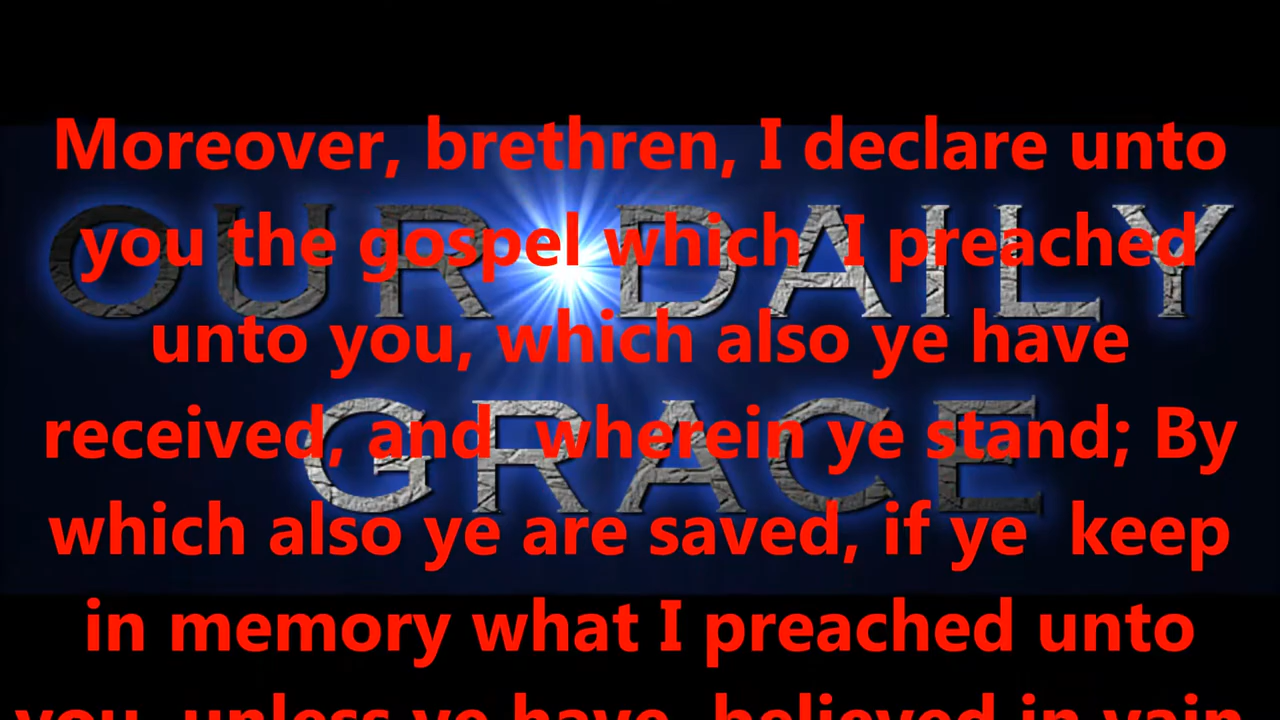 Moreover, brethren, I declare unto
you the gospel which I preached
unto you, which also ye have
received, and wherein ye stand; By
which also ye are saved, if ye keep
in memory what I preached unto
you, unless ye have believed in vain
OUR DAILY
GRACE